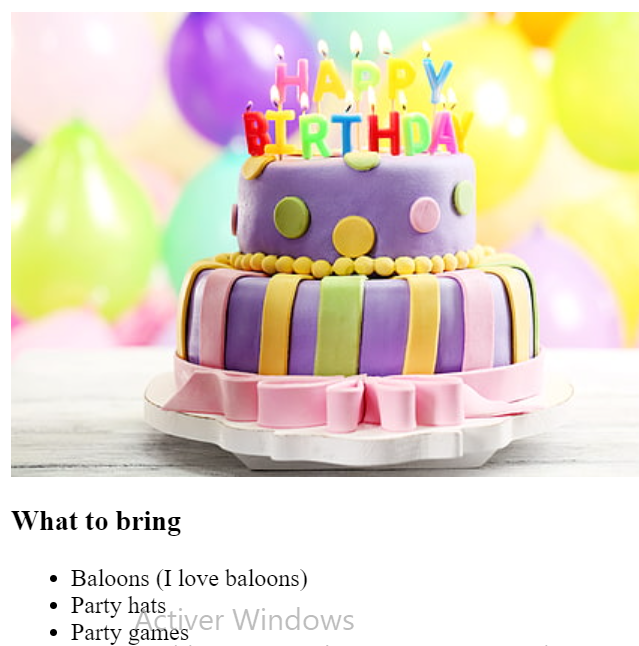 HAPPY
BIRTHDAY
What to bring
Baloons (I love baloons)
Party hats
Activer Windows
Party games